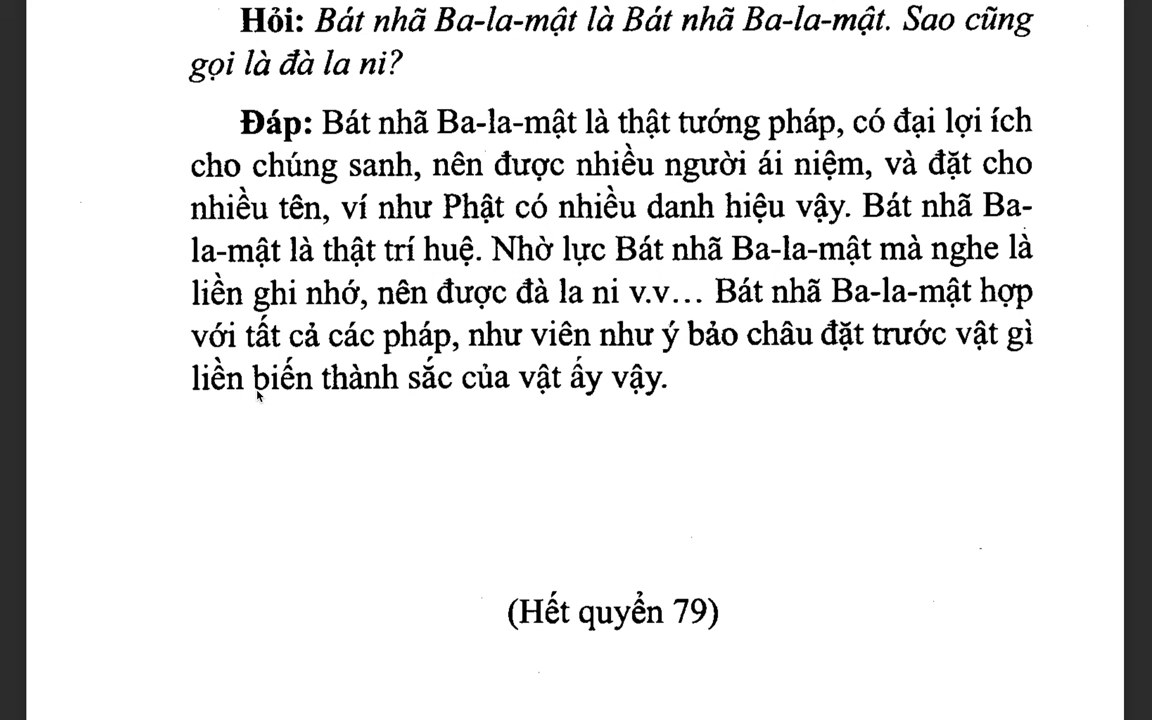 Hỏi: Bát nhã Ba-la-mật là Bát nhã Ba-la-mật. Sao cũng
gọi là đà la ni?
Đáp: Bát nhã Ba-la-mật là thật tướng pháp, có đại lợi ích
cho chúng sanh, nên được nhiều người ái niệm, và đặt cho
nhiều tên, ví như Phật có nhiều danh hiệu vậy. Bát nhã Ba-
la-mật là thật trí huệ. Nhờ lực Bát nhã Ba-la-mật mà nghe là
liền ghi nhớ, nên được đà la ni v.v... Bát nhã Ba-la-mật hợp
với tất cả các pháp, như viên như ý bảo châu đặt trước vật gì
liền biến thành sắc của vật ấy vậy.
(Hết quyển 79)